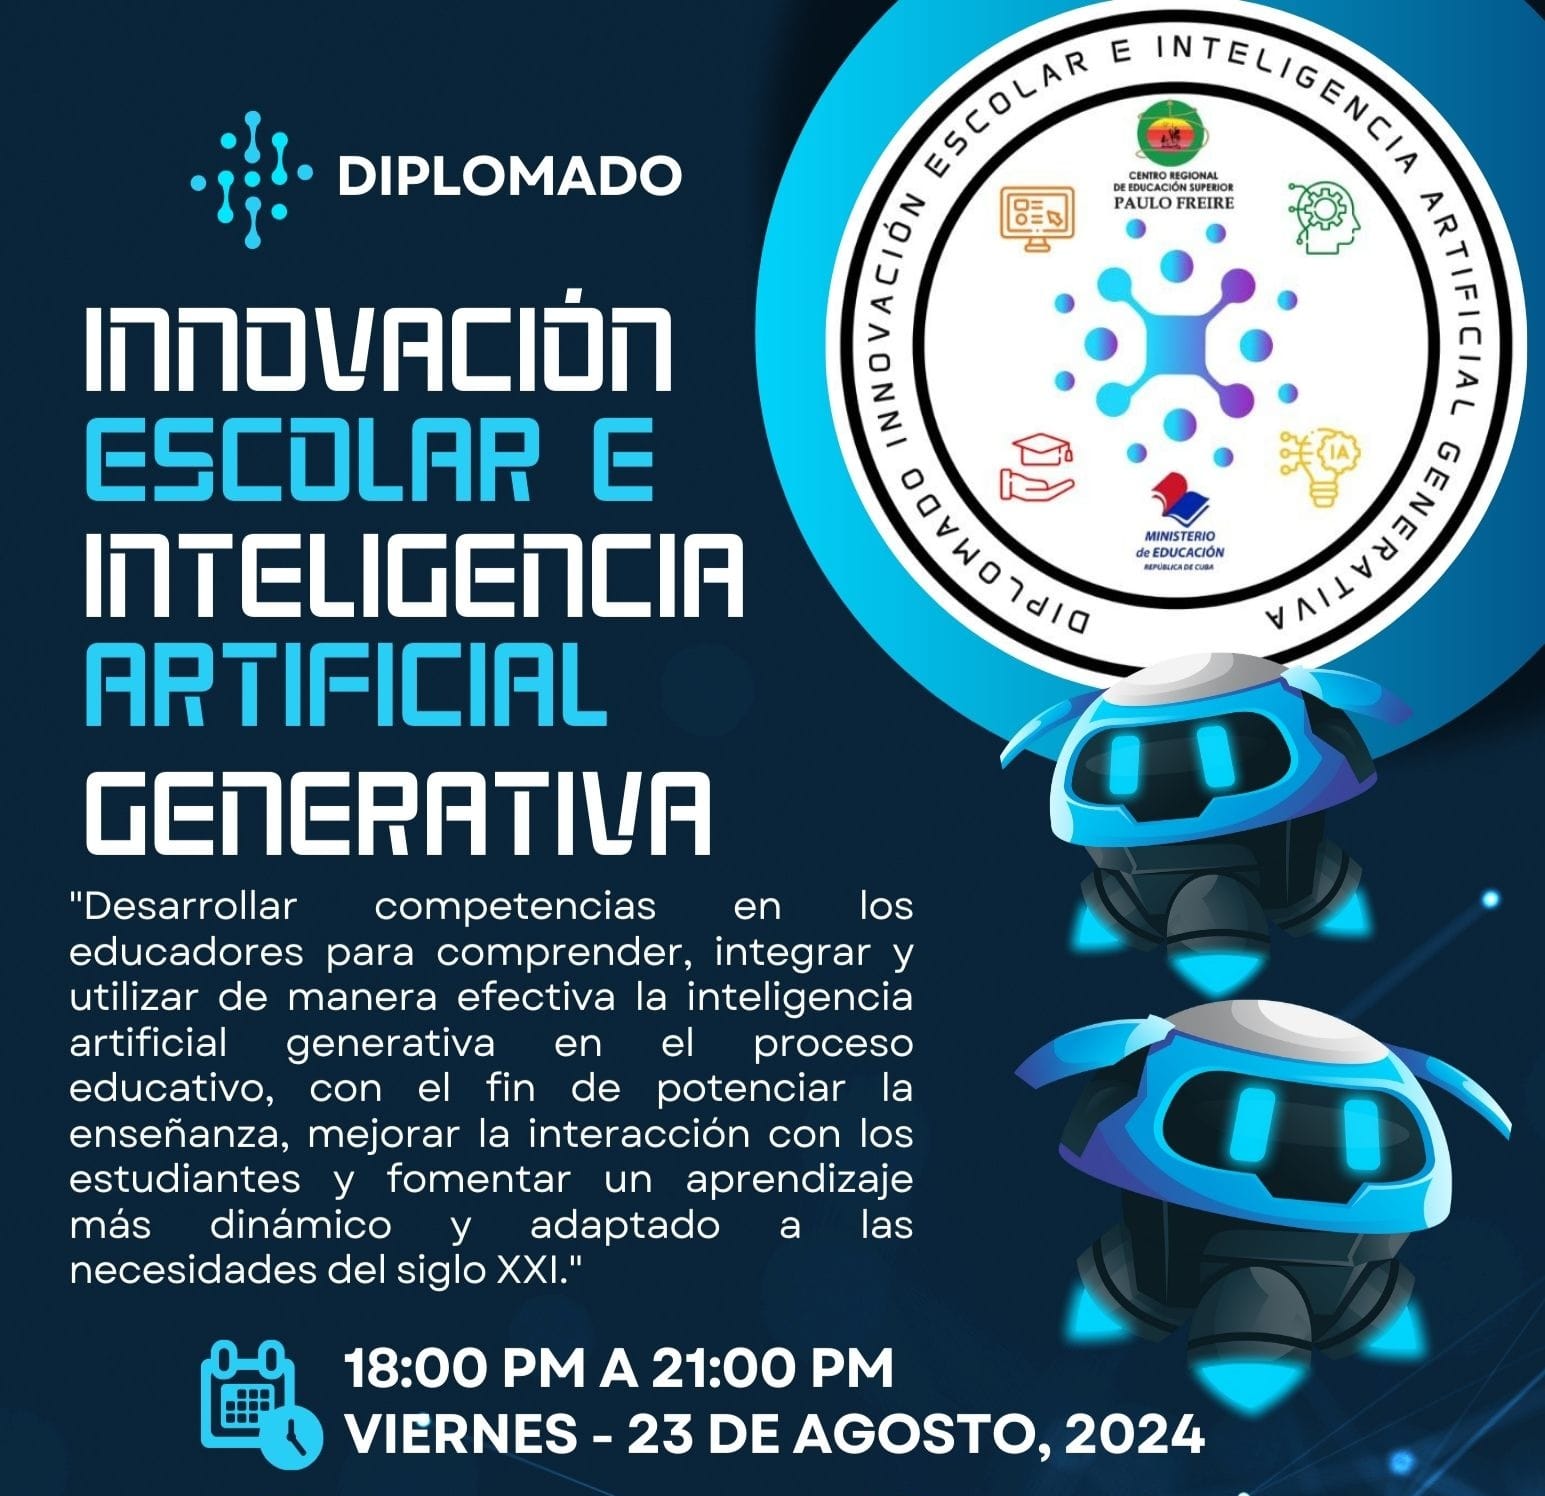 DIPLOMADO
INNOVACIÓN
ESCOLAR E
INTELIGENCIA
ARTIFICIAL
GENERATIVA
"Desarrollar competencias en los
educadores para comprender, integrar y
utilizar de manera efectiva la inteligencia
artificial generativa en el proceso
educativo, con el fin de potenciar la
enseñanza, mejorar la interacción con los
estudiantes y fomentar un aprendizaje
más dinámico y adaptado a las
necesidades del siglo XXI."
18:00 PM A 21:00 PM
VIERNES - 23 DE AGOSTO, 2024
DIPLOMADO INNOVACIÓN ESCOLAR E INTELIGENCIA ARTIFICIAL GENERATIVA
CENTRO REGIONAL
DE EDUCACIÓN SUPERIOR
PAULO FREIRE
IA
MINISTERIO
de EDUCACIÓN
REPÚBLICA DE CUBA